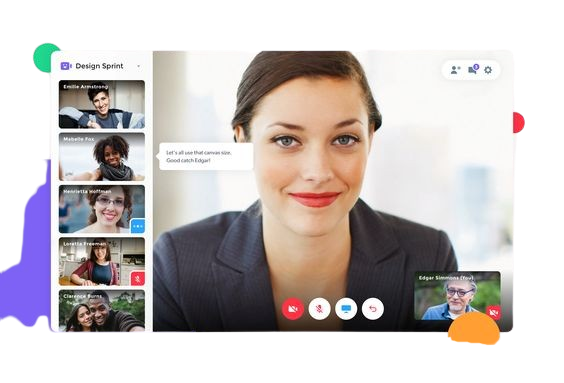 Design Sprint
Emilie Armstrong
Mabelle Fox
Let's all use that canvas size.
Good catch Edgar!
Henrietta Hoffman
Loretta Freeman
Edgar Simmons (You)
Clarence Burns